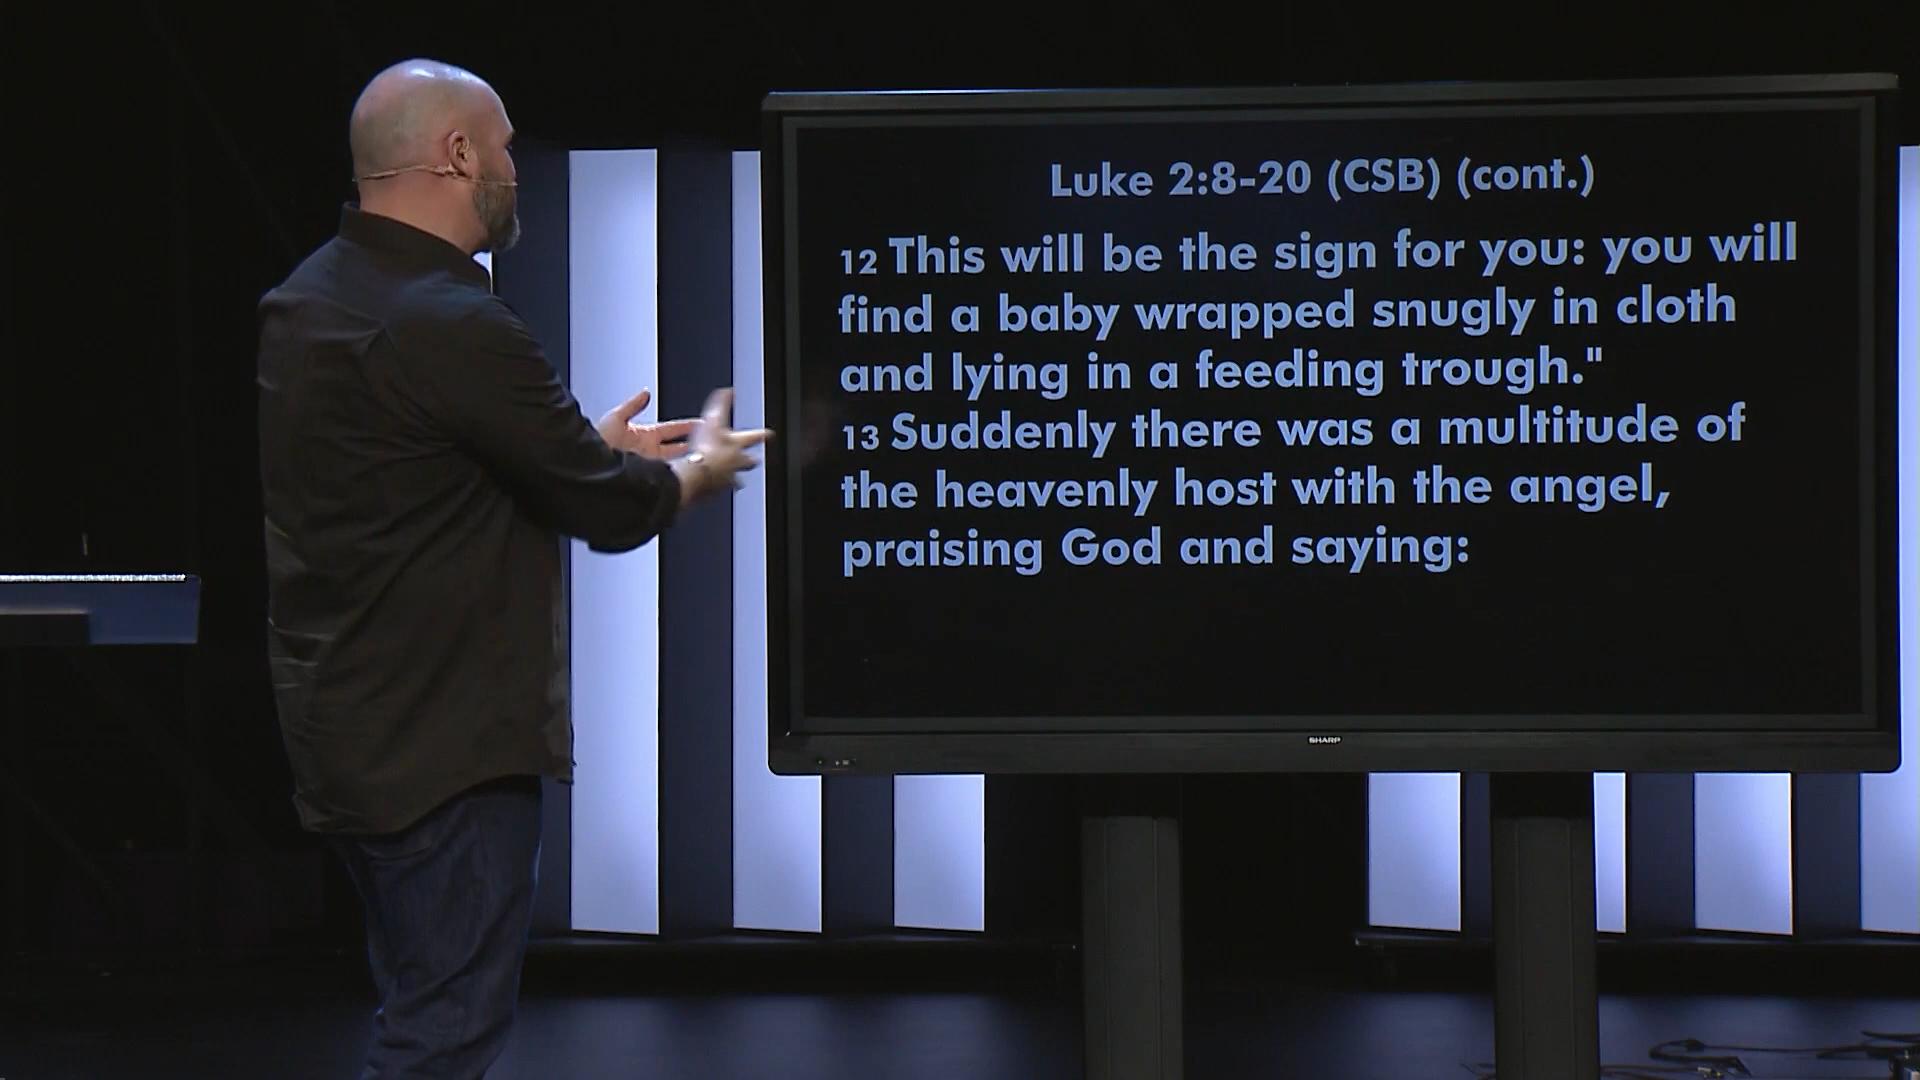 Luke 2:8-20 (CSB) (cont.)
12 This will be the sign for you: you will
find a baby wrapped snugly in cloth
and lying in a feeding trough."
13 Suddenly there was a multitude of
the heavenly host with the angel,
praising God and saying:
SHARP